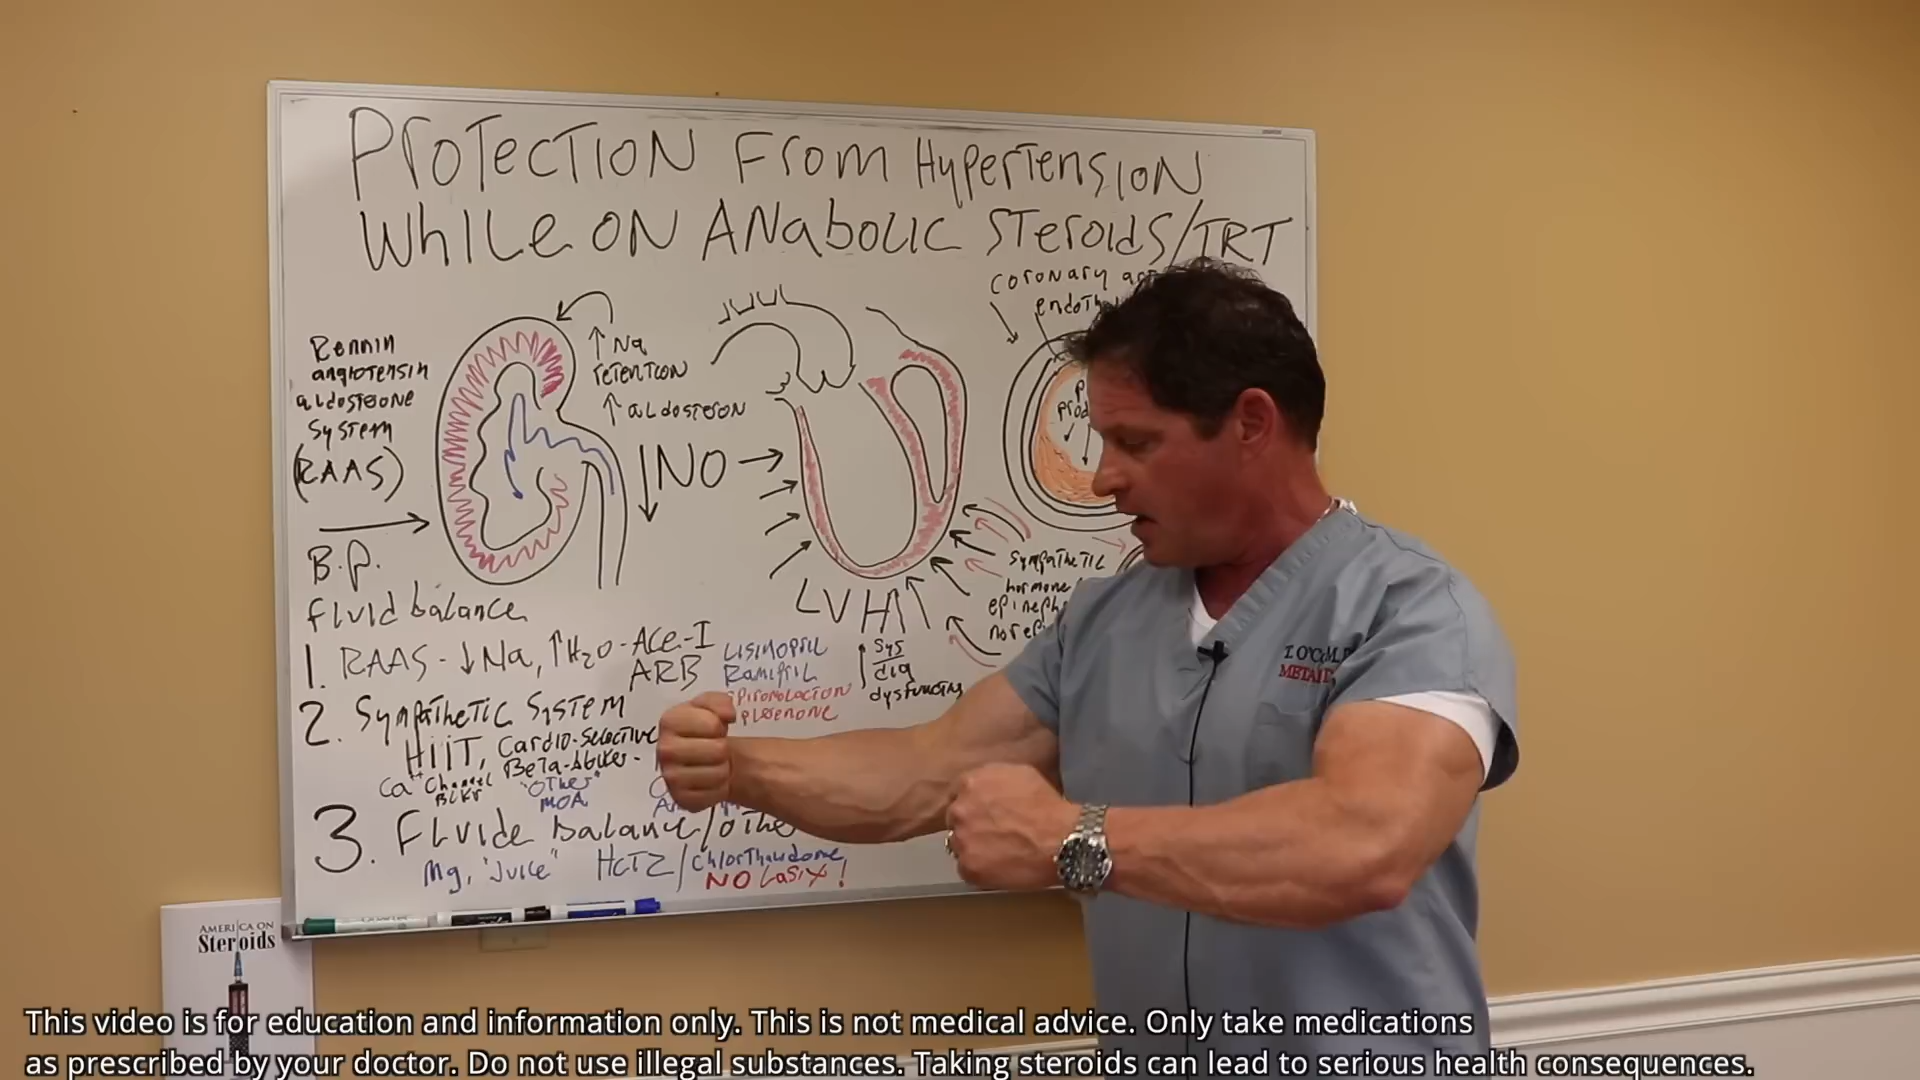 PROTECTION FROM HYPERTENSION
WHILE ON ANABOLIC STEROIDS/TRT
coronary
Rennin
angiotensin
aldosterone
System
(RAAS)
B.P.
Fluid balance
↑ Na
retention
↑ aldosteron
↓NO
LVH
↑ Sys
dia
dysfunction
Sympathetic
hormone
1. RAAS - ↓Na, ↑H2O - Ace-I
ARB
Lisinopril
Ramipril
2. Sympathetic System
HiiT, Cardio-Selective
Beta-
Ca++ Channel
BLKr
"Other"
MOA
3. Fluide balance/
Mg, "Juice" HCTZ/
NO Lasix!
AMERICA ON
Steroids
T. O'C
METAB
This video is for education and information only. This is not medical advice. Only take medications
as prescribed by your doctor. Do not use illegal substances. Taking steroids can lead to serious health consequences.